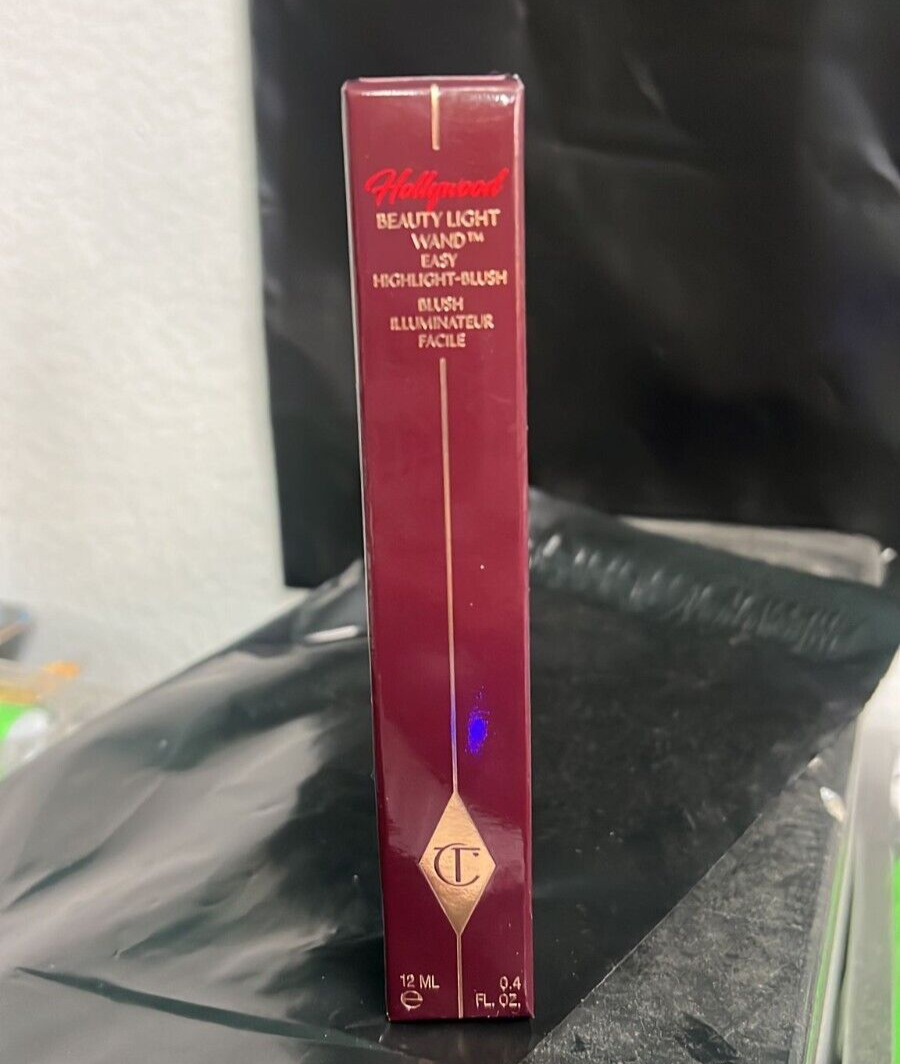 Hollywood
BEAUTY LIGHT
WAND™
EASY
HIGHLIGHT-BLUSH
BLUSH
ILLUMINATEUR
FACILE
CT
12 ML 0.4
℮ FL. OZ.